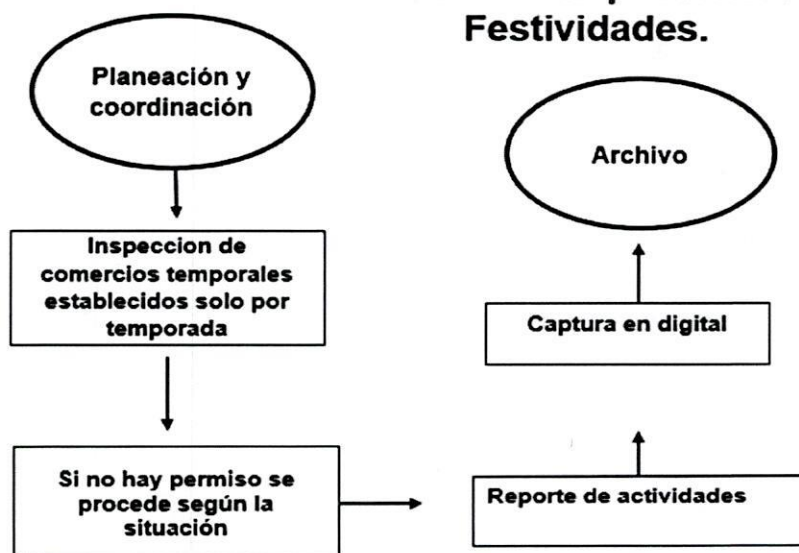 Festividades.
Planeación y
coordinación
Inspeccion de
comercios temporales
establecidos solo por
temporada
Si no hay permiso se
procede según la
situación
Reporte de actividades
Captura en digital
Archivo